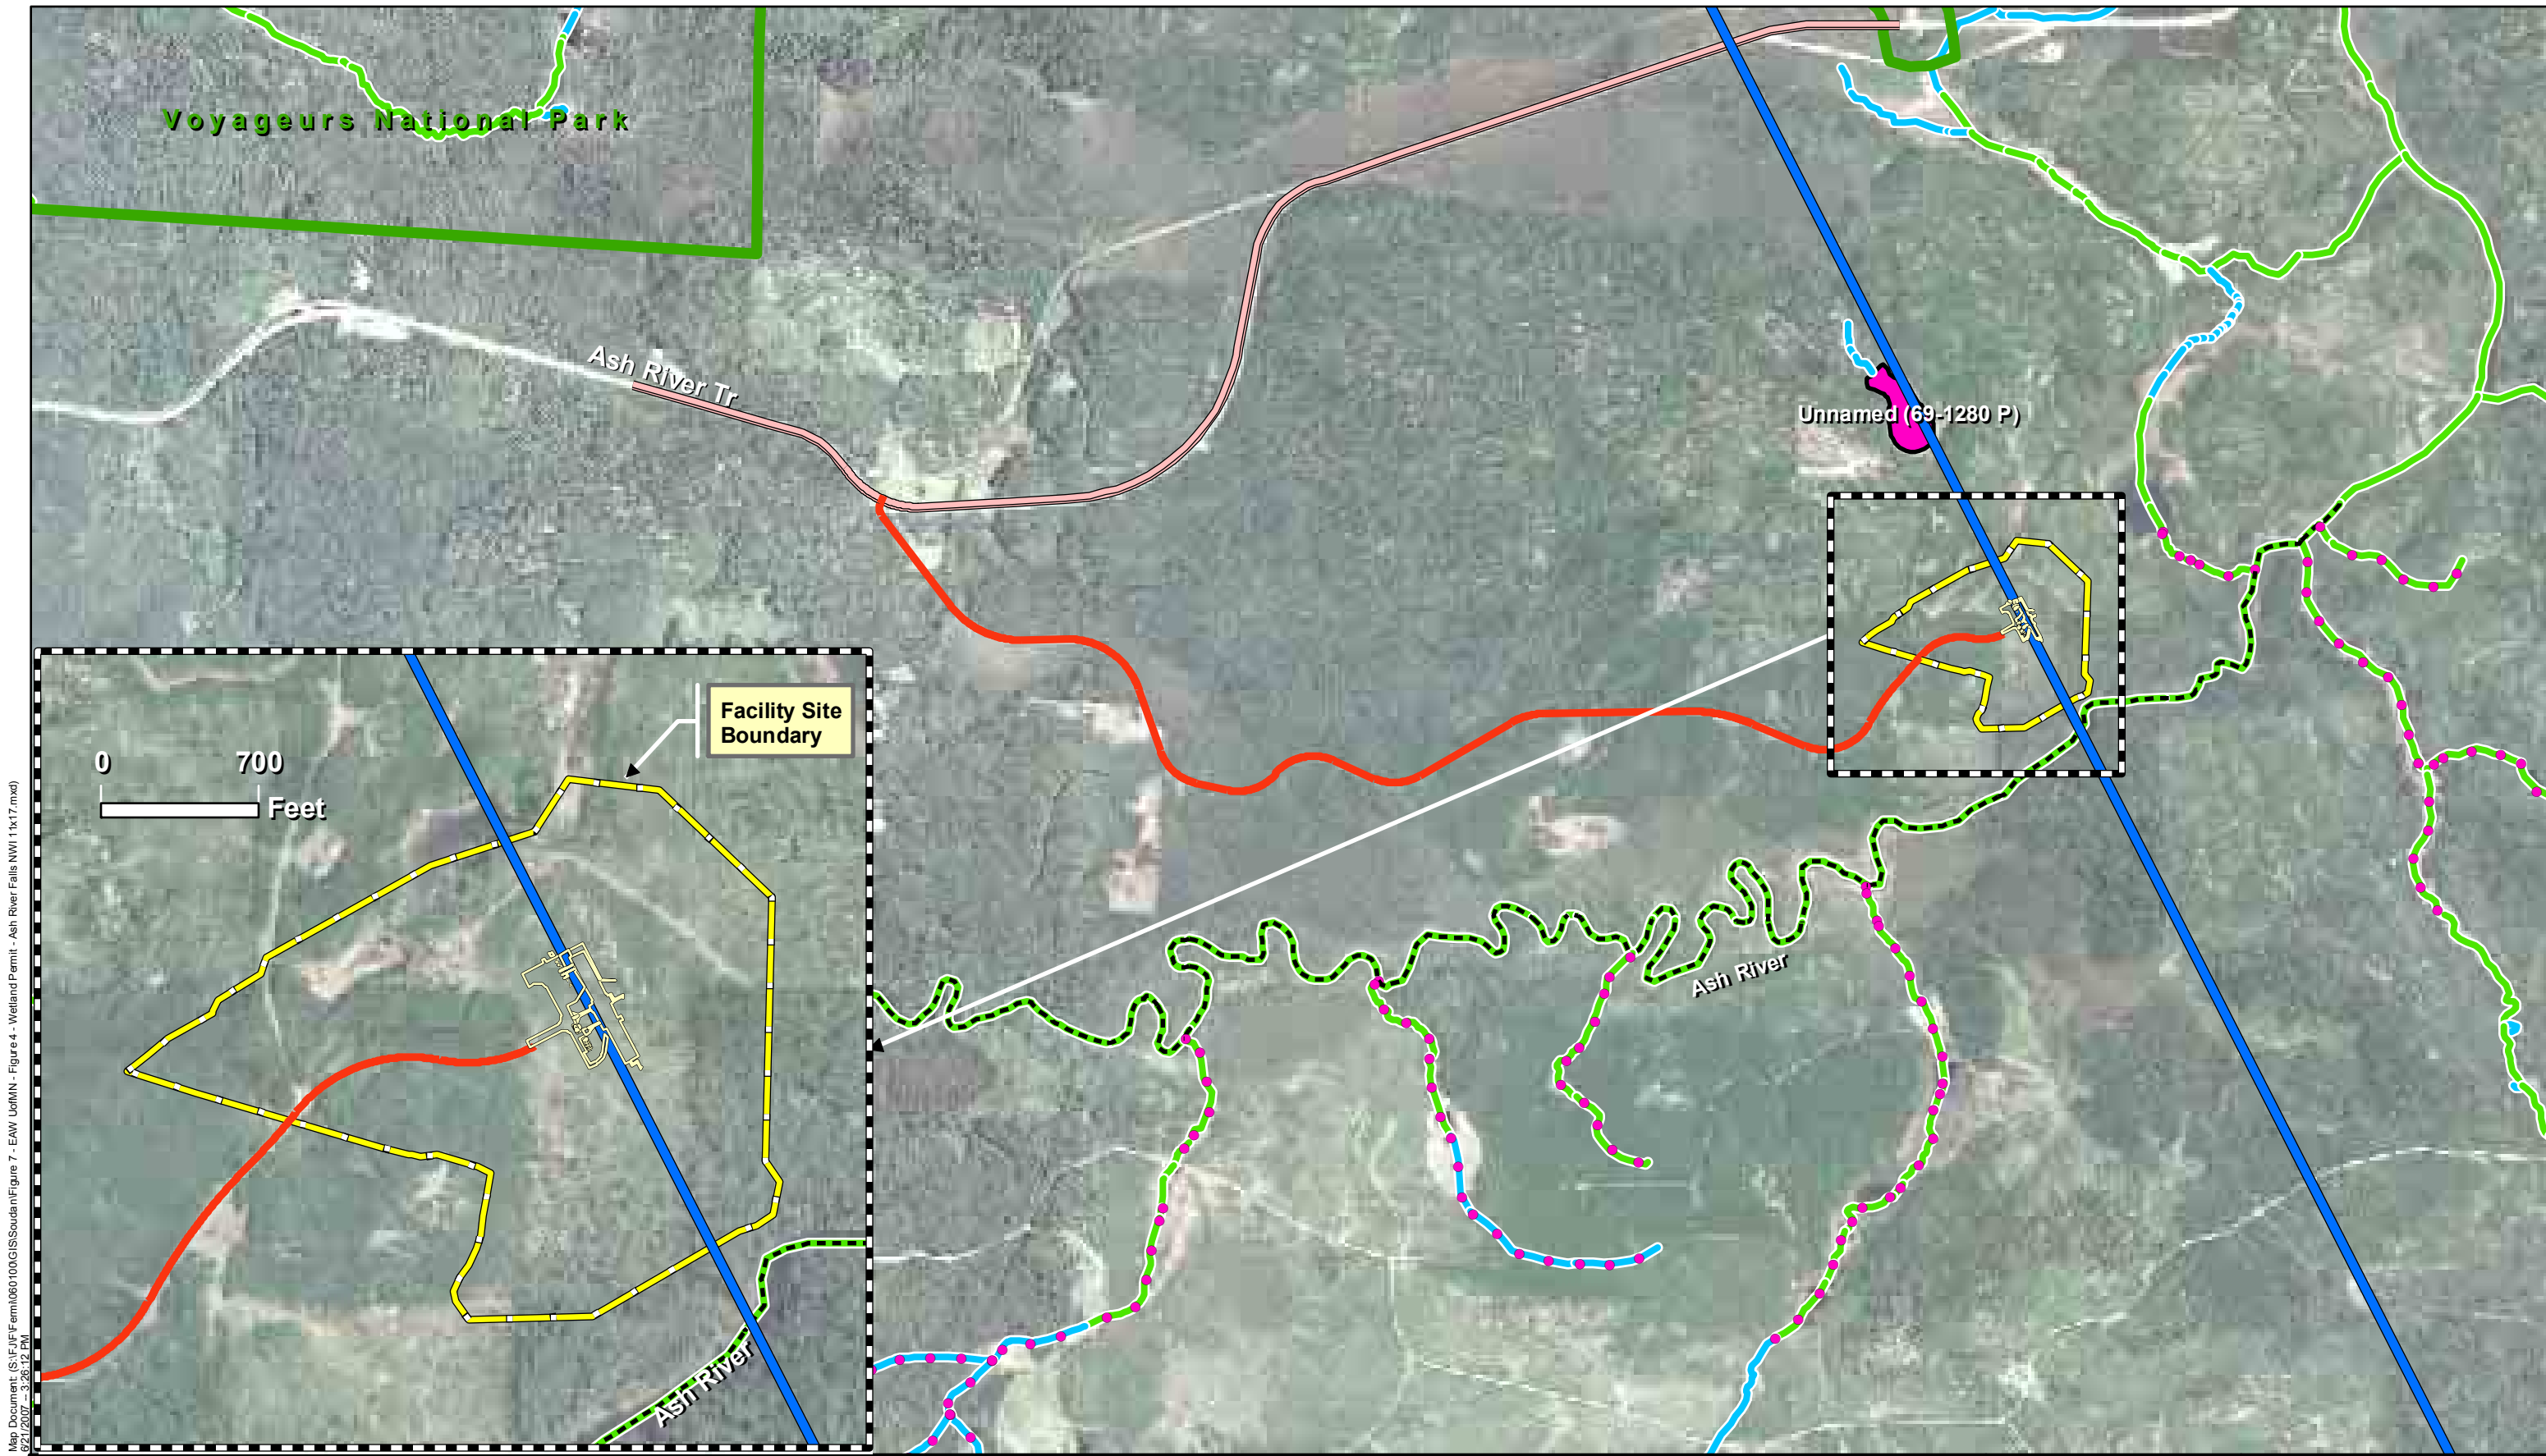 Voyageurs National Park
Ash River Tr
Unnamed (69-1280 P)
Facility Site
Boundary
0 700
Feet
Ash River
Ash River
Map Document: (S:\FJ\F\Fermi\060100\GIS\Soudan\Figure 7 - EAW UofMN - Figure 4 - Wetland Permit - Ash River Falls NWI 11x17.mxd)
6/21/2007 -- 3:26:12 PM